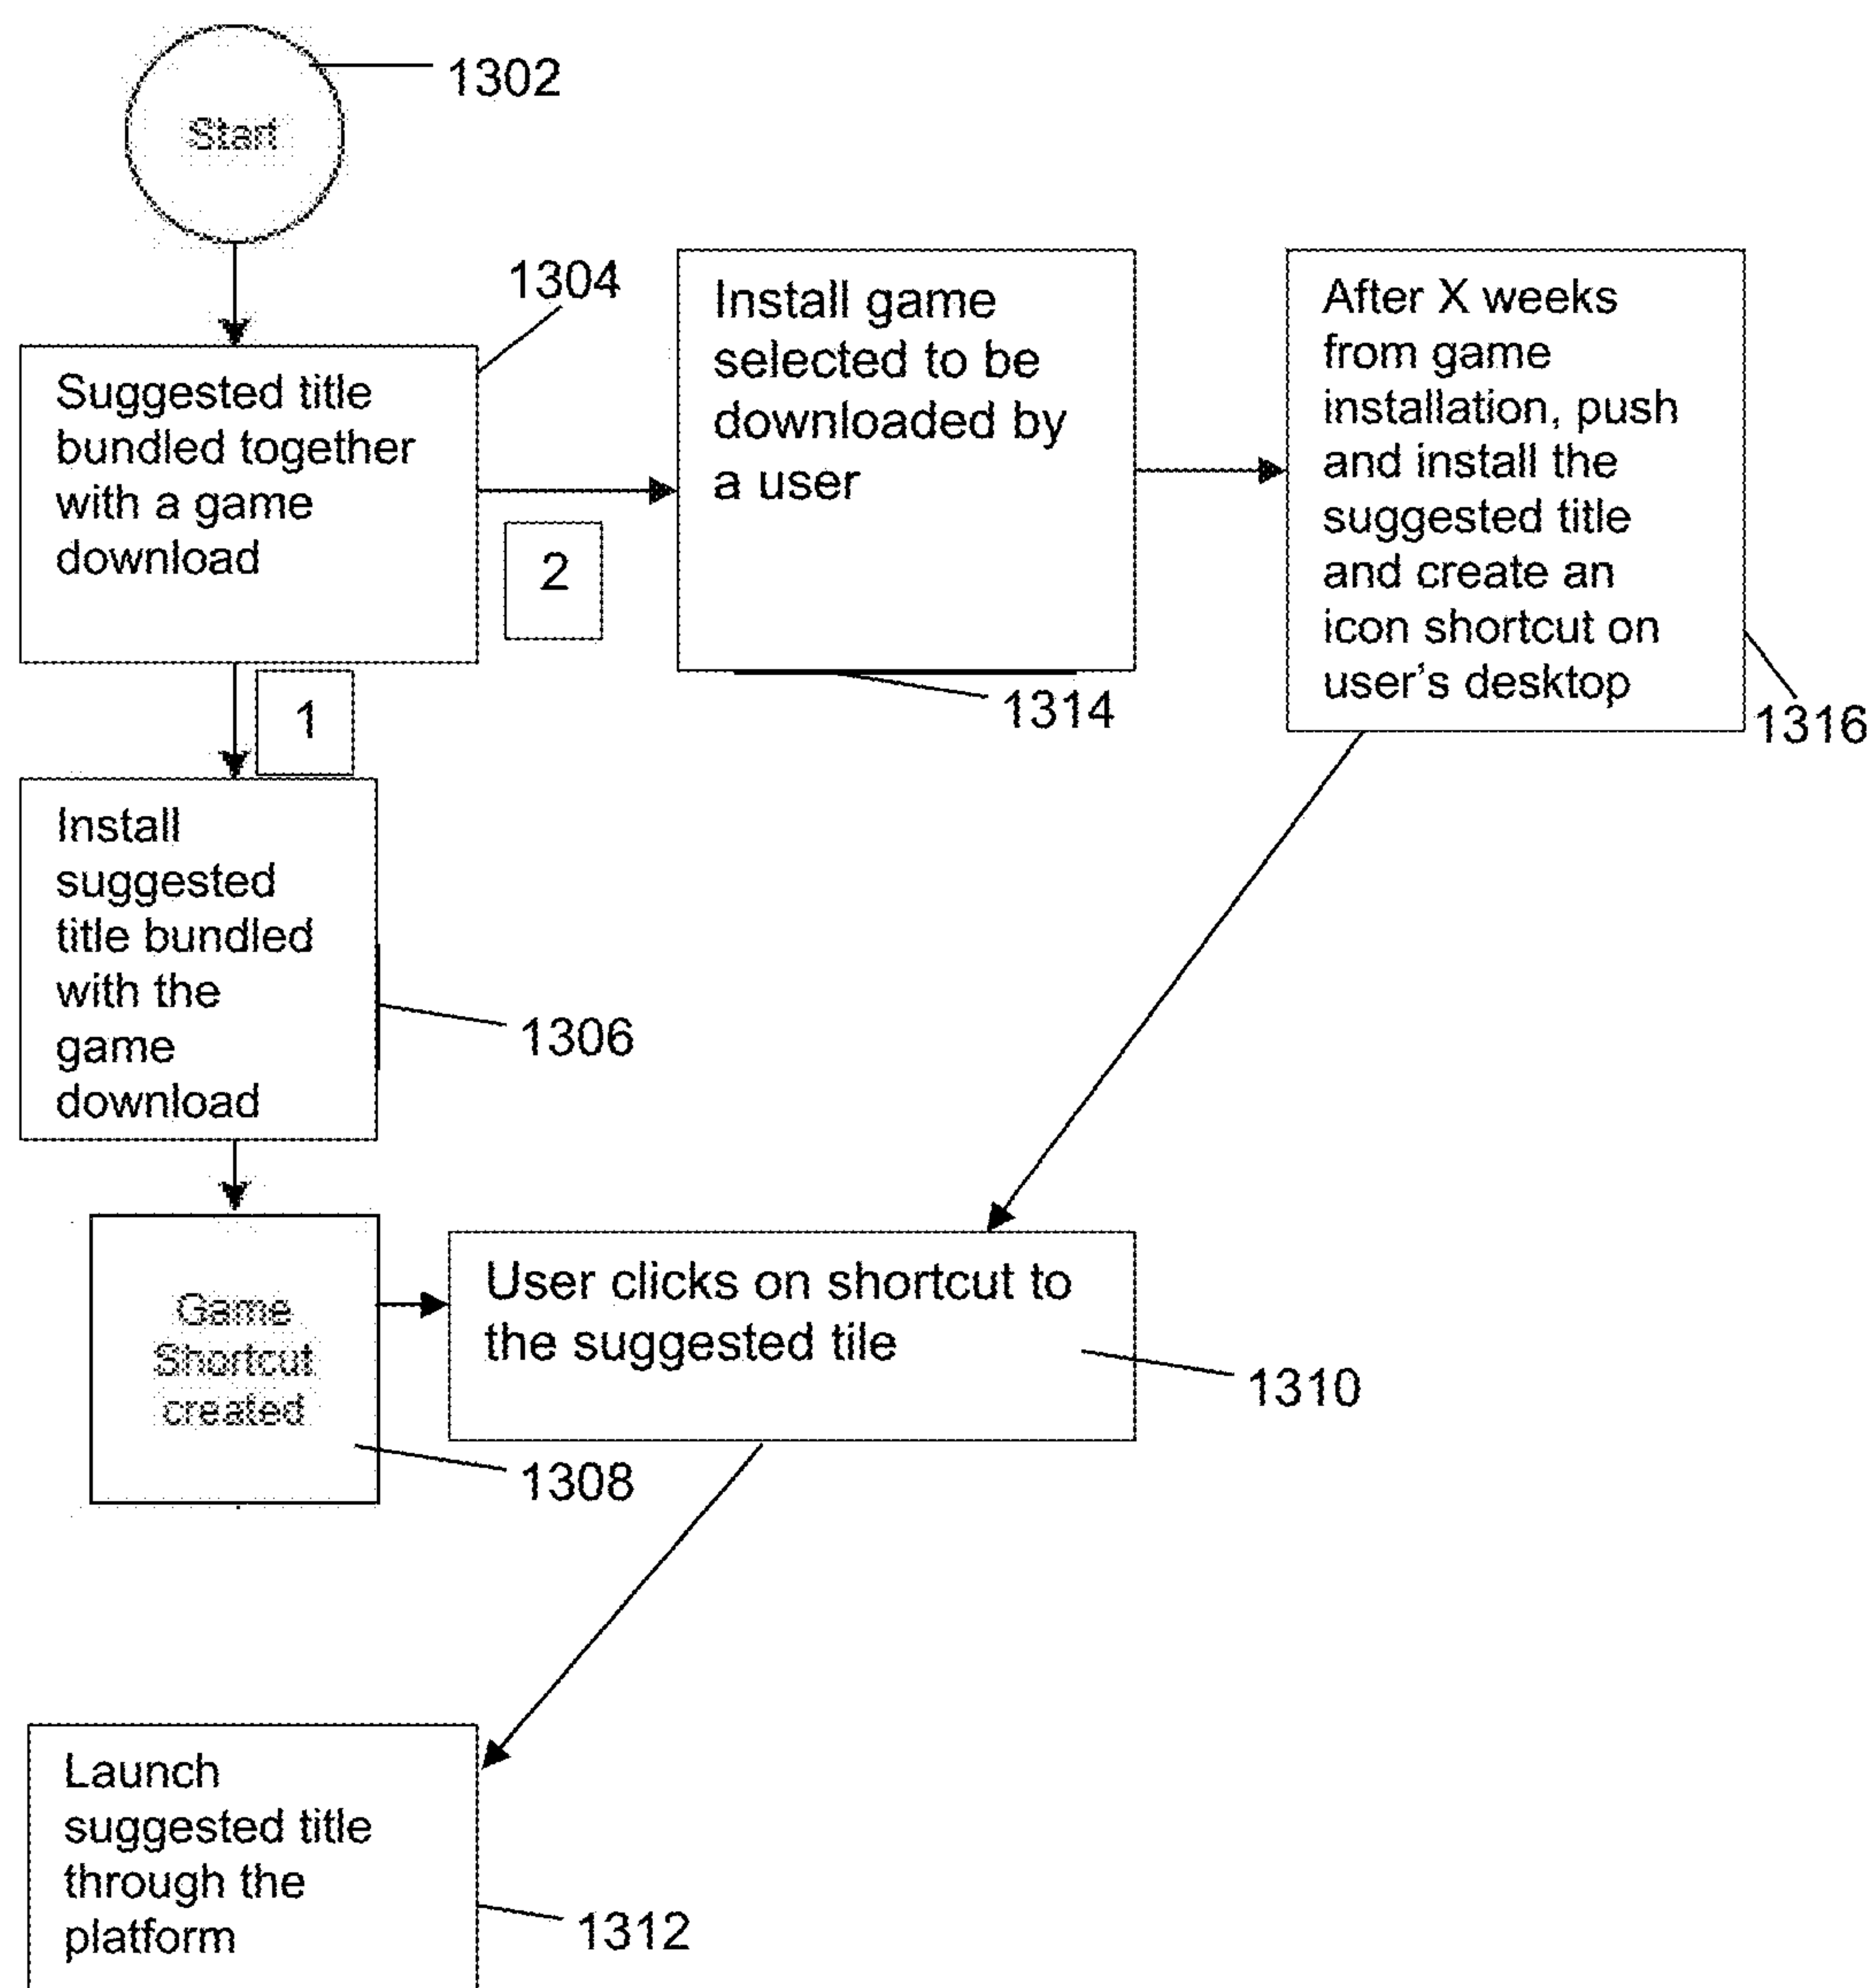 1302
Start
1304
Suggested title
bundled together
with a game
download
2
Install game
selected to be
downloaded by
a user
1314
After X weeks
from game
installation, push
and install the
suggested title
and create an
icon shortcut on
user's desktop
1316
1
Install
suggested
title bundled
with the
game
download
1306
Game
Shortcut
created
1308
User clicks on shortcut to
the suggested tile
1310
Launch
suggested title
through the
platform
1312